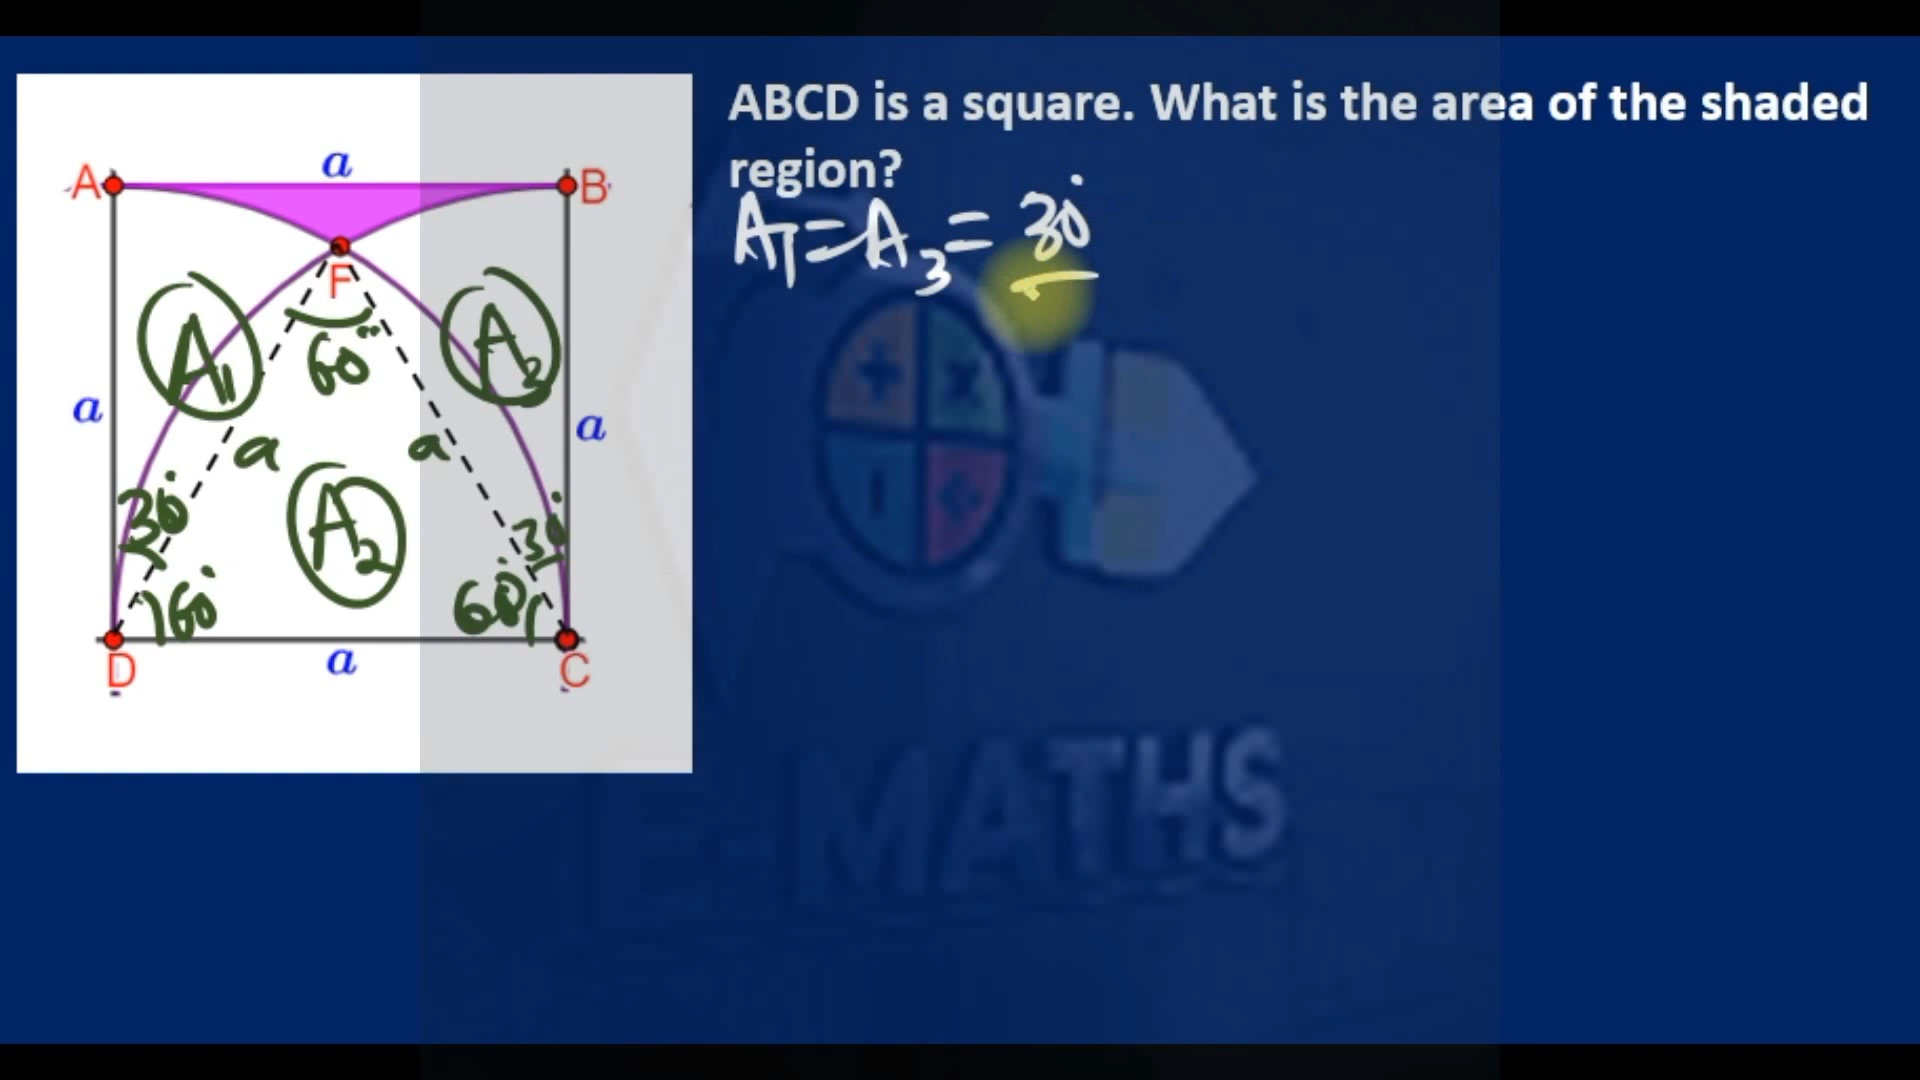 ABCD is a square. What is the area of the shaded
region?
A1=A3=30°
a
A
B
F
A1
A3
60°
a
a
a
a
30°
A2
30°
60°
60°
D
a
C
MATHS